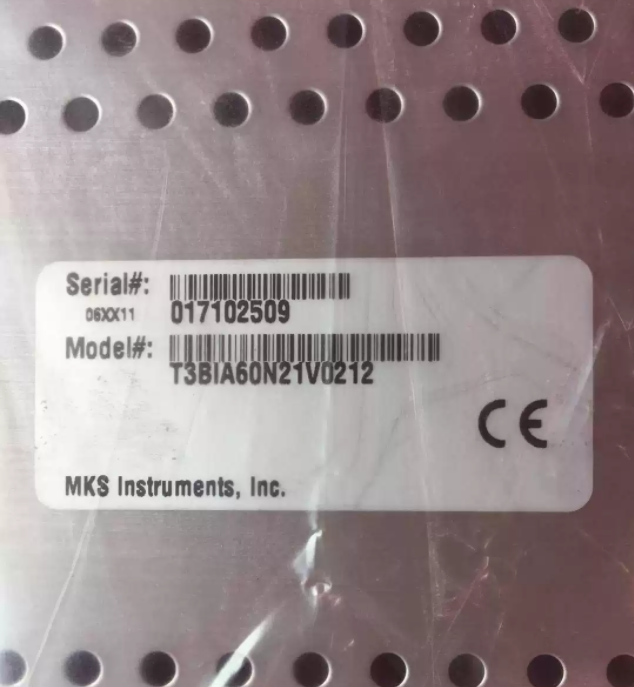 Serial#:
06XX11 017102509
Model#:
T3BIA60N21V0212
CE
MKS Instruments, Inc.